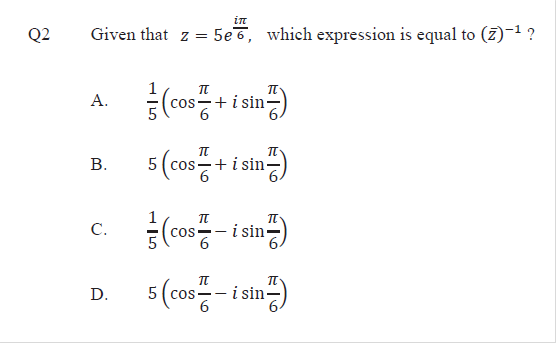 Q2 Given that z = 5e^{iπ/6}, which expression is equal to (z̄)⁻¹ ?
A. 1/5 (cos π/6 + i sin π/6)
B. 5 (cos π/6 + i sin π/6)
C. 1/5 (cos π/6 − i sin π/6)
D. 5 (cos π/6 − i sin π/6)